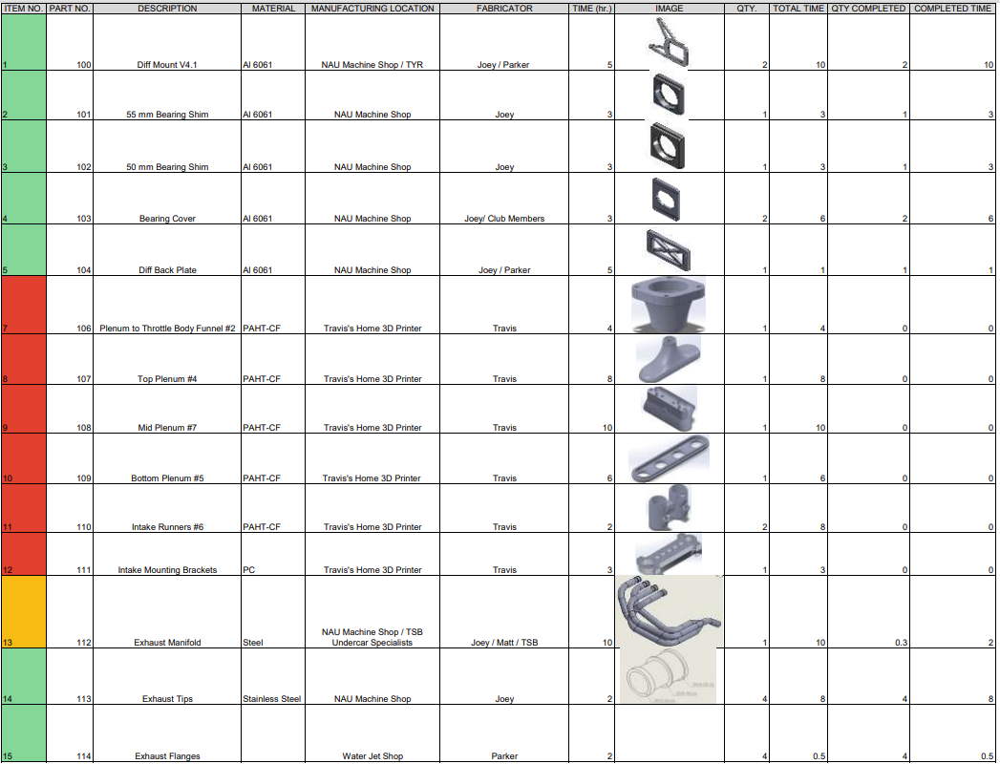 ITEM NO. PART NO. DESCRIPTION MATERIAL MANUFACTURING LOCATION FABRICATOR TIME (hr.) IMAGE QTY. TOTAL TIME QTY COMPLETED COMPLETED TIME
1 100 Diff Mount V4.1 Al 6061 NAU Machine Shop / TYR Joey / Parker 5 2 10 2 10
2 101 55 mm Bearing Shim Al 6061 NAU Machine Shop Joey 3 1 3 1 3
3 102 50 mm Bearing Shim Al 6061 NAU Machine Shop Joey 3 1 3 1 3
4 103 Bearing Cover Al 6061 NAU Machine Shop Joey/ Club Members 3 2 6 2 6
5 104 Diff Back Plate Al 6061 NAU Machine Shop Joey / Parker 5 1 1 1 1
7 106 Plenum to Throttle Body Funnel #2 PAHT-CF Travis's Home 3D Printer Travis 4 1 4 0 0
8 107 Top Plenum #4 PAHT-CF Travis's Home 3D Printer Travis 8 1 8 0 0
9 108 Mid Plenum #7 PAHT-CF Travis's Home 3D Printer Travis 10 1 10 0 0
10 109 Bottom Plenum #5 PAHT-CF Travis's Home 3D Printer Travis 6 1 6 0 0
11 110 Intake Runners #6 PAHT-CF Travis's Home 3D Printer Travis 2 2 8 0 0
12 111 Intake Mounting Brackets PC Travis's Home 3D Printer Travis 3 1 3 0 0
NAU Machine Shop / TSB
13 112 Exhaust Manifold Steel Undercar Specialists Joey / Matt / TSB 10 1 10 0.3 2
14 113 Exhaust Tips Stainless Steel NAU Machine Shop Joey 2 4 8 4 8
15 114 Exhaust Flanges Water Jet Shop Parker 2 4 0.5 4 0.5